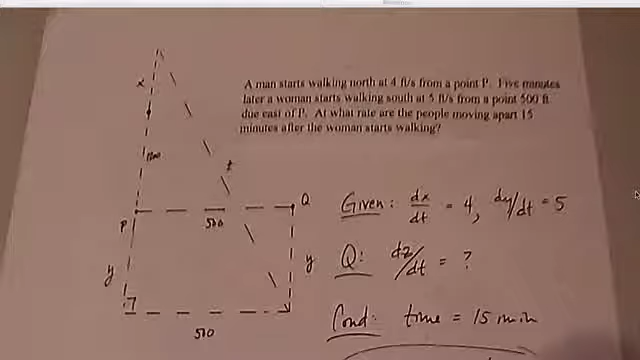 A man starts walking north at 4 ft/s from a point P. Five minutes
later a woman starts walking south at 5 ft/s from a point 500 ft
due east of P. At what rate are the people moving apart 15
minutes after the woman starts walking?
x
1200
z
P
500
Q
y
y
500
Given: dx/dt = 4, dy/dt = 5
Q: dz/dt = ?
Cond: time = 15 min